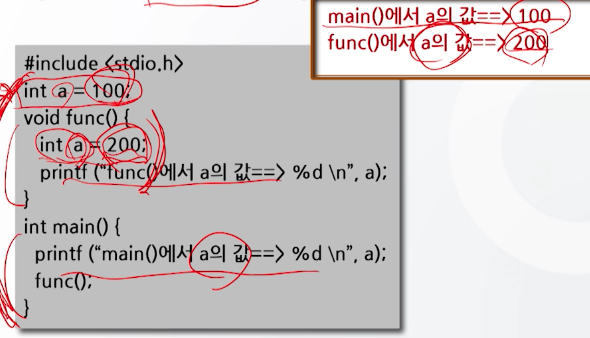 main()에서 a의 값==> 100
func()에서 a의 값==> 200
#include <stdio.h>
int a = 100;
void func() {
int a = 200;
printf (“func()에서 a의 값==> %d \n”, a);
}
int main() {
printf (“main()에서 a의 값==> %d \n”, a);
func();
}